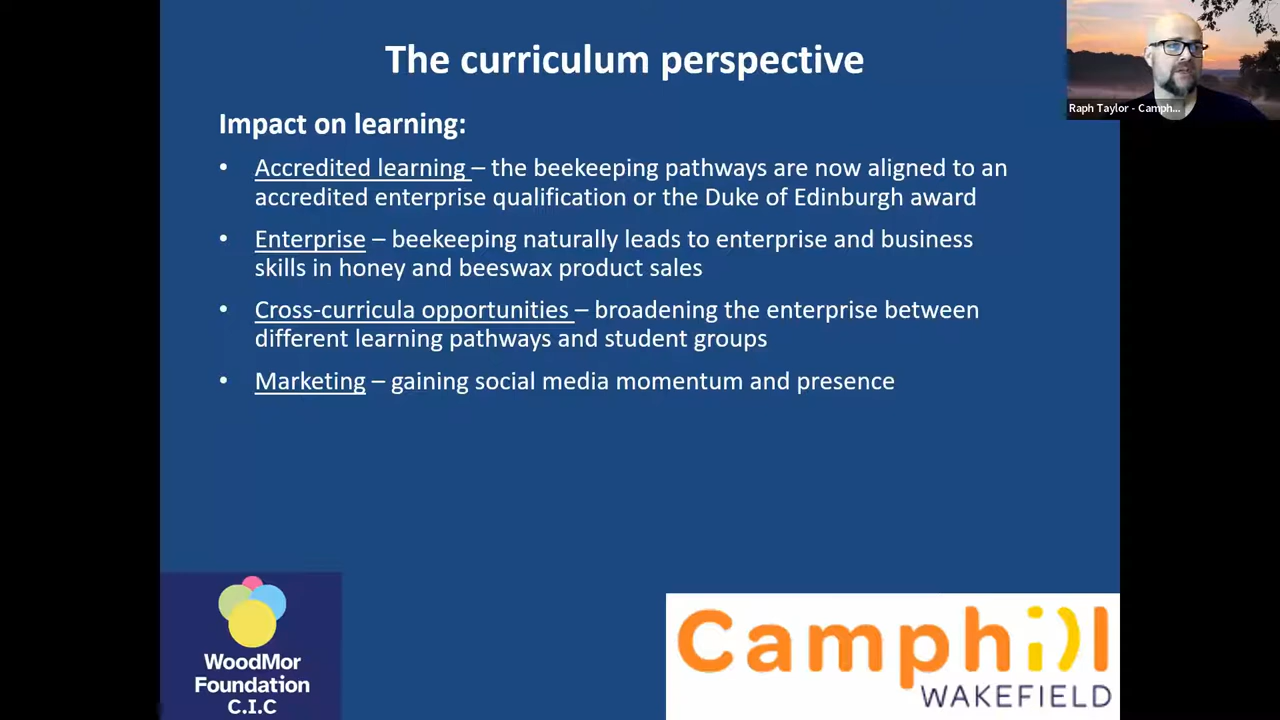 The curriculum perspective
Raph Taylor - Camph...
Impact on learning:
• Accredited learning – the beekeeping pathways are now aligned to an
accredited enterprise qualification or the Duke of Edinburgh award
• Enterprise – beekeeping naturally leads to enterprise and business
skills in honey and beeswax product sales
• Cross-curricula opportunities – broadening the enterprise between
different learning pathways and student groups
• Marketing – gaining social media momentum and presence
WoodMor
Foundation
C.I.C
Camphill
WAKEFIELD